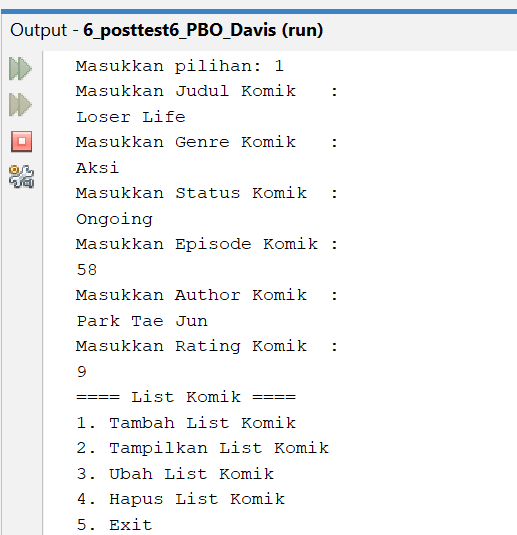 Output - 6_posttest6_PBO_Davis (run)
Masukkan pilihan: 1
Masukkan Judul Komik   :
Loser Life
Masukkan Genre Komik   :
Aksi
Masukkan Status Komik  :
Ongoing
Masukkan Episode Komik :
58
Masukkan Author Komik  :
Park Tae Jun
Masukkan Rating Komik  :
9
==== List Komik ====
1. Tambah List Komik
2. Tampilkan List Komik
3. Ubah List Komik
4. Hapus List Komik
5. Exit